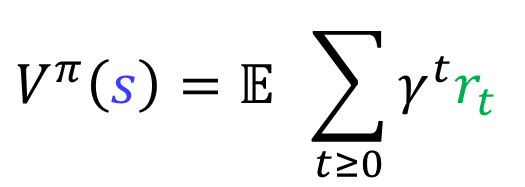 V^π(s) = 𝔼 ∑_{t≥0} γ^t r_t